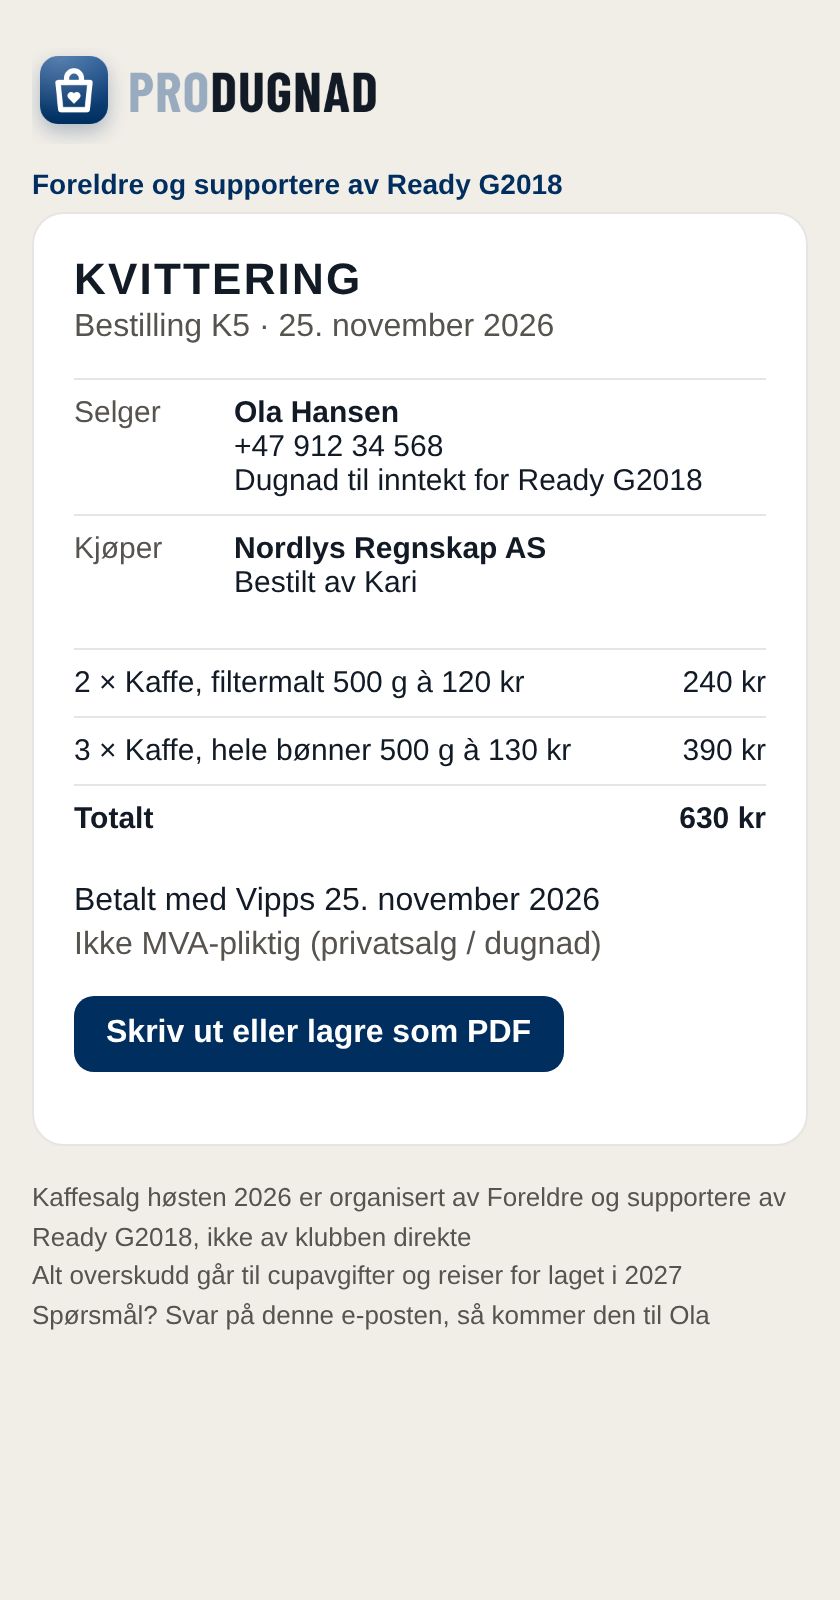 PRODUGNAD
Foreldre og supportere av Ready G2018
KVITTERING
Bestilling K5 · 25. november 2026
Selger Ola Hansen
+47 912 34 568
Dugnad til inntekt for Ready G2018
Kjøper Nordlys Regnskap AS
Bestilt av Kari
2 × Kaffe, filtermalt 500 g à 120 kr 240 kr
3 × Kaffe, hele bønner 500 g à 130 kr 390 kr
Totalt 630 kr
Betalt med Vipps 25. november 2026
Ikke MVA-pliktig (privatsalg / dugnad)
Skriv ut eller lagre som PDF
Kaffesalg høsten 2026 er organisert av Foreldre og supportere av
Ready G2018, ikke av klubben direkte
Alt overskudd går til cupavgifter og reiser for laget i 2027
Spørsmål? Svar på denne e-posten, så kommer den til Ola